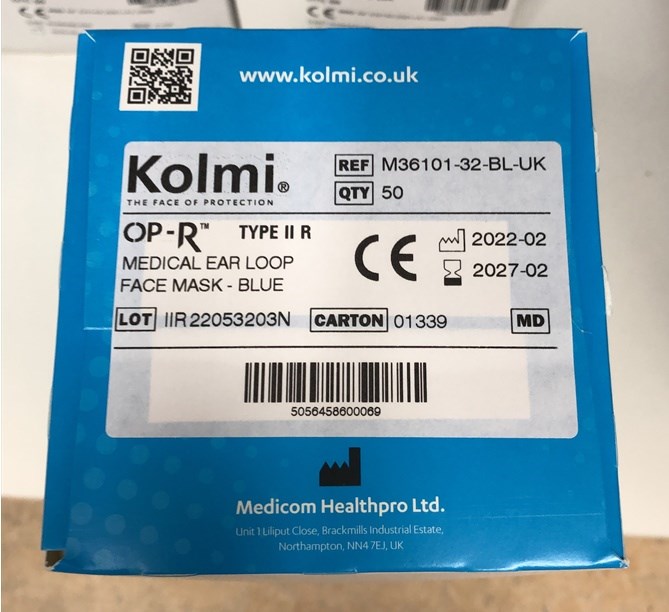 www.kolmi.co.uk
Kolmi®
THE FACE OF PROTECTION
REF M36101-32-BL-UK
QTY 50
OP-R™ TYPE II R
MEDICAL EAR LOOP
FACE MASK - BLUE
CE
2022-02
2027-02
LOT IIR22053203N CARTON 01339 MD
5056458600069
Medicom Healthpro Ltd.
Unit 1 Liliput Close, Brackmills Industrial Estate,
Northampton, NN4 7EJ, UK